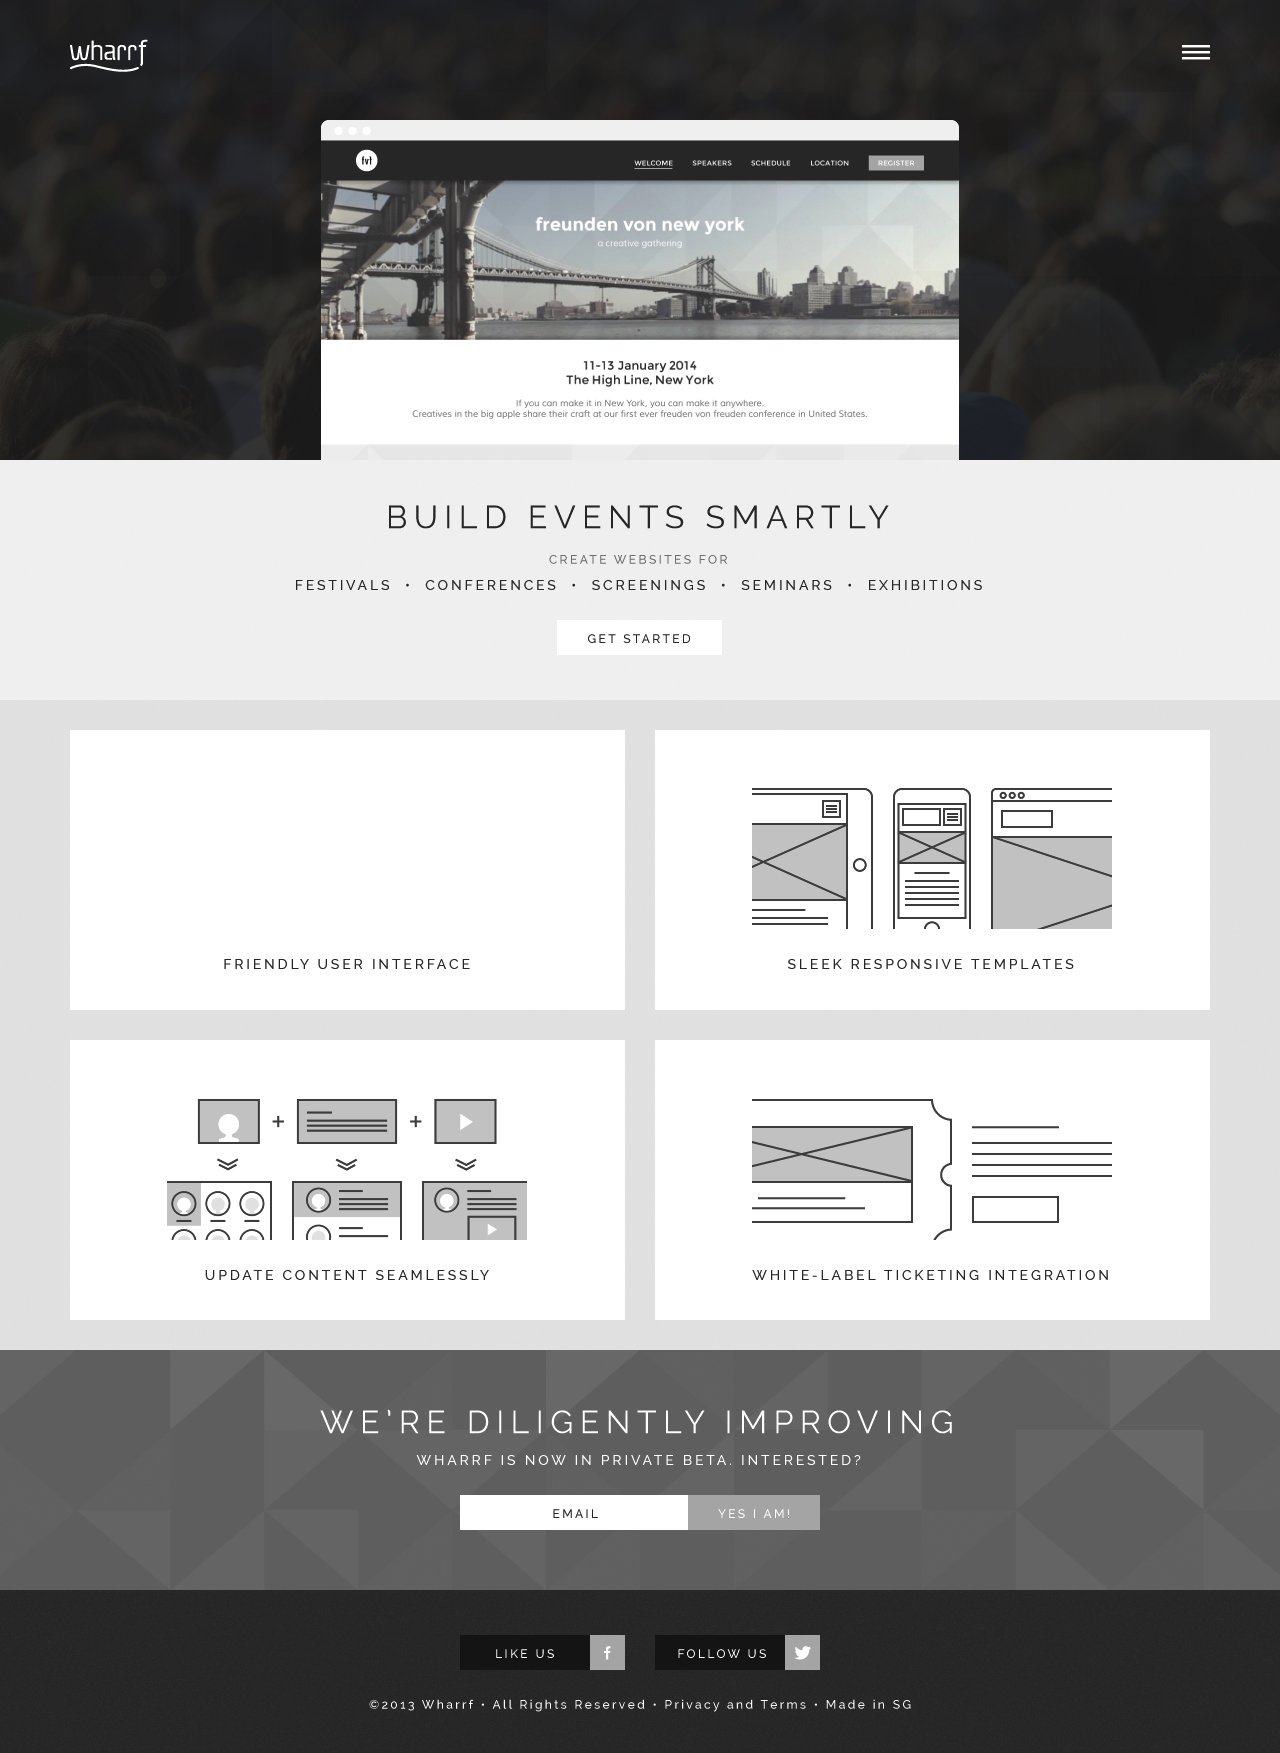 wharrf
fvf
WELCOME SPEAKERS SCHEDULE LOCATION REGISTER
freunden von new york
a creative gathering
11-13 January 2014
The High Line, New York
If you can make it in New York, you can make it anywhere.
Creatives in the big apple share their craft at our first ever freuden von freuden conference in United States.
BUILD EVENTS SMARTLY
CREATE WEBSITES FOR
FESTIVALS • CONFERENCES • SCREENINGS • SEMINARS • EXHIBITIONS
GET STARTED
FRIENDLY USER INTERFACE
SLEEK RESPONSIVE TEMPLATES
UPDATE CONTENT SEAMLESSLY
WHITE-LABEL TICKETING INTEGRATION
WE'RE DILIGENTLY IMPROVING
WHARRF IS NOW IN PRIVATE BETA. INTERESTED?
EMAIL YES I AM!
LIKE US FOLLOW US
©2013 Wharrf • All Rights Reserved • Privacy and Terms • Made in SG